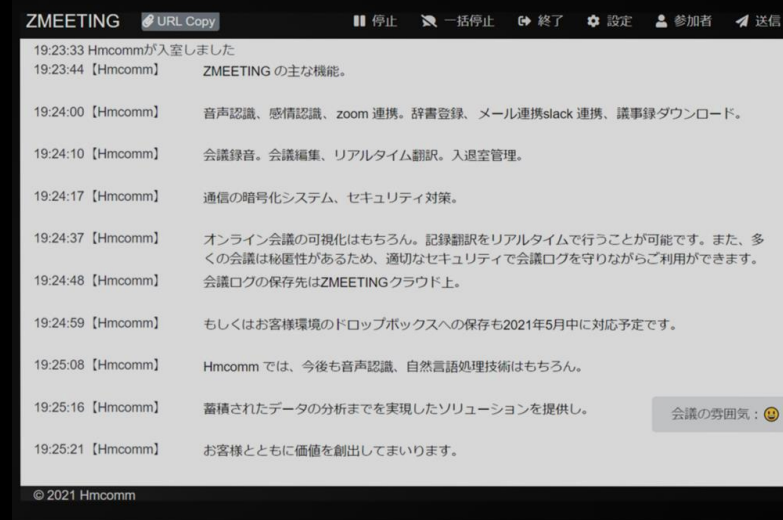 ZMEETING URL Copy 停止 一括停止 終了 設定 参加者 送信
19:23:33 Hmcommが入室しました
19:23:44【Hmcomm】 ZMEETING の主な機能。
19:24:00【Hmcomm】 音声認識、感情認識、zoom 連携。辞書登録、メール連携slack 連携、議事録ダウンロード。
19:24:10【Hmcomm】 会議録音。会議編集、リアルタイム翻訳。入退室管理。
19:24:17【Hmcomm】 通信の暗号化システム、セキュリティ対策。
19:24:37【Hmcomm】 オンライン会議の可視化はもちろん。記録翻訳をリアルタイムで行うことが可能です。また、多
くの会議は秘匿性があるため、適切なセキュリティで会議ログを守りながらご利用ができます。
19:24:48【Hmcomm】 会議ログの保存先はZMEETINGクラウド上。
19:24:59【Hmcomm】 もしくはお客様環境のドロップボックスへの保存も2021年5月中に対応予定です。
19:25:08【Hmcomm】 Hmcomm では、今後も音声認識、自然言語処理技術はもちろん。
19:25:16【Hmcomm】 蓄積されたデータの分析までを実現したソリューションを提供し。
会議の雰囲気：
19:25:21【Hmcomm】 お客様とともに価値を創出してまいります。
© 2021 Hmcomm